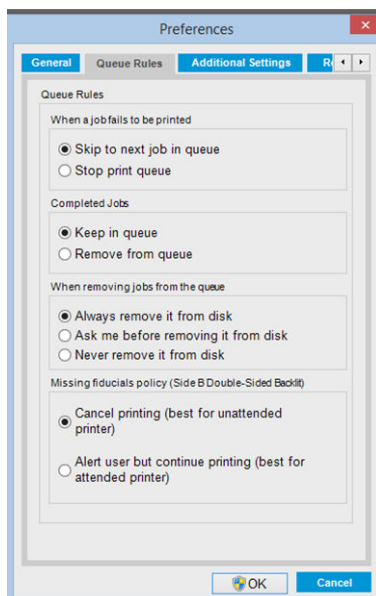 Preferences
General Queue Rules Additional Settings
Queue Rules
When a job fails to be printed
Skip to next job in queue
Stop print queue
Completed Jobs
Keep in queue
Remove from queue
When removing jobs from the queue
Always remove it from disk
Ask me before removing it from disk
Never remove it from disk
Missing fiducials policy (Side B Double-Sided Backlit)
Cancel printing (best for unattended
printer)
Alert user but continue printing (best for
attended printer)
OK Cancel